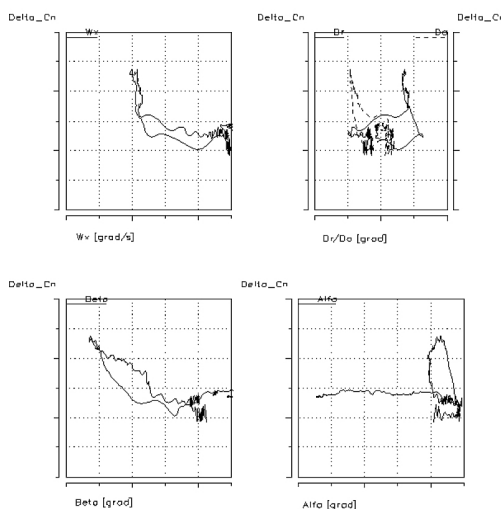 Delta_Cn Delta_Cn Delta_Cn
Wv Dr Da
Wv [grad/s] Dr/Da [grad]
Delta_Cn Delta_Cn
Beta Alfa
Beta [grad] Alfa [grad]